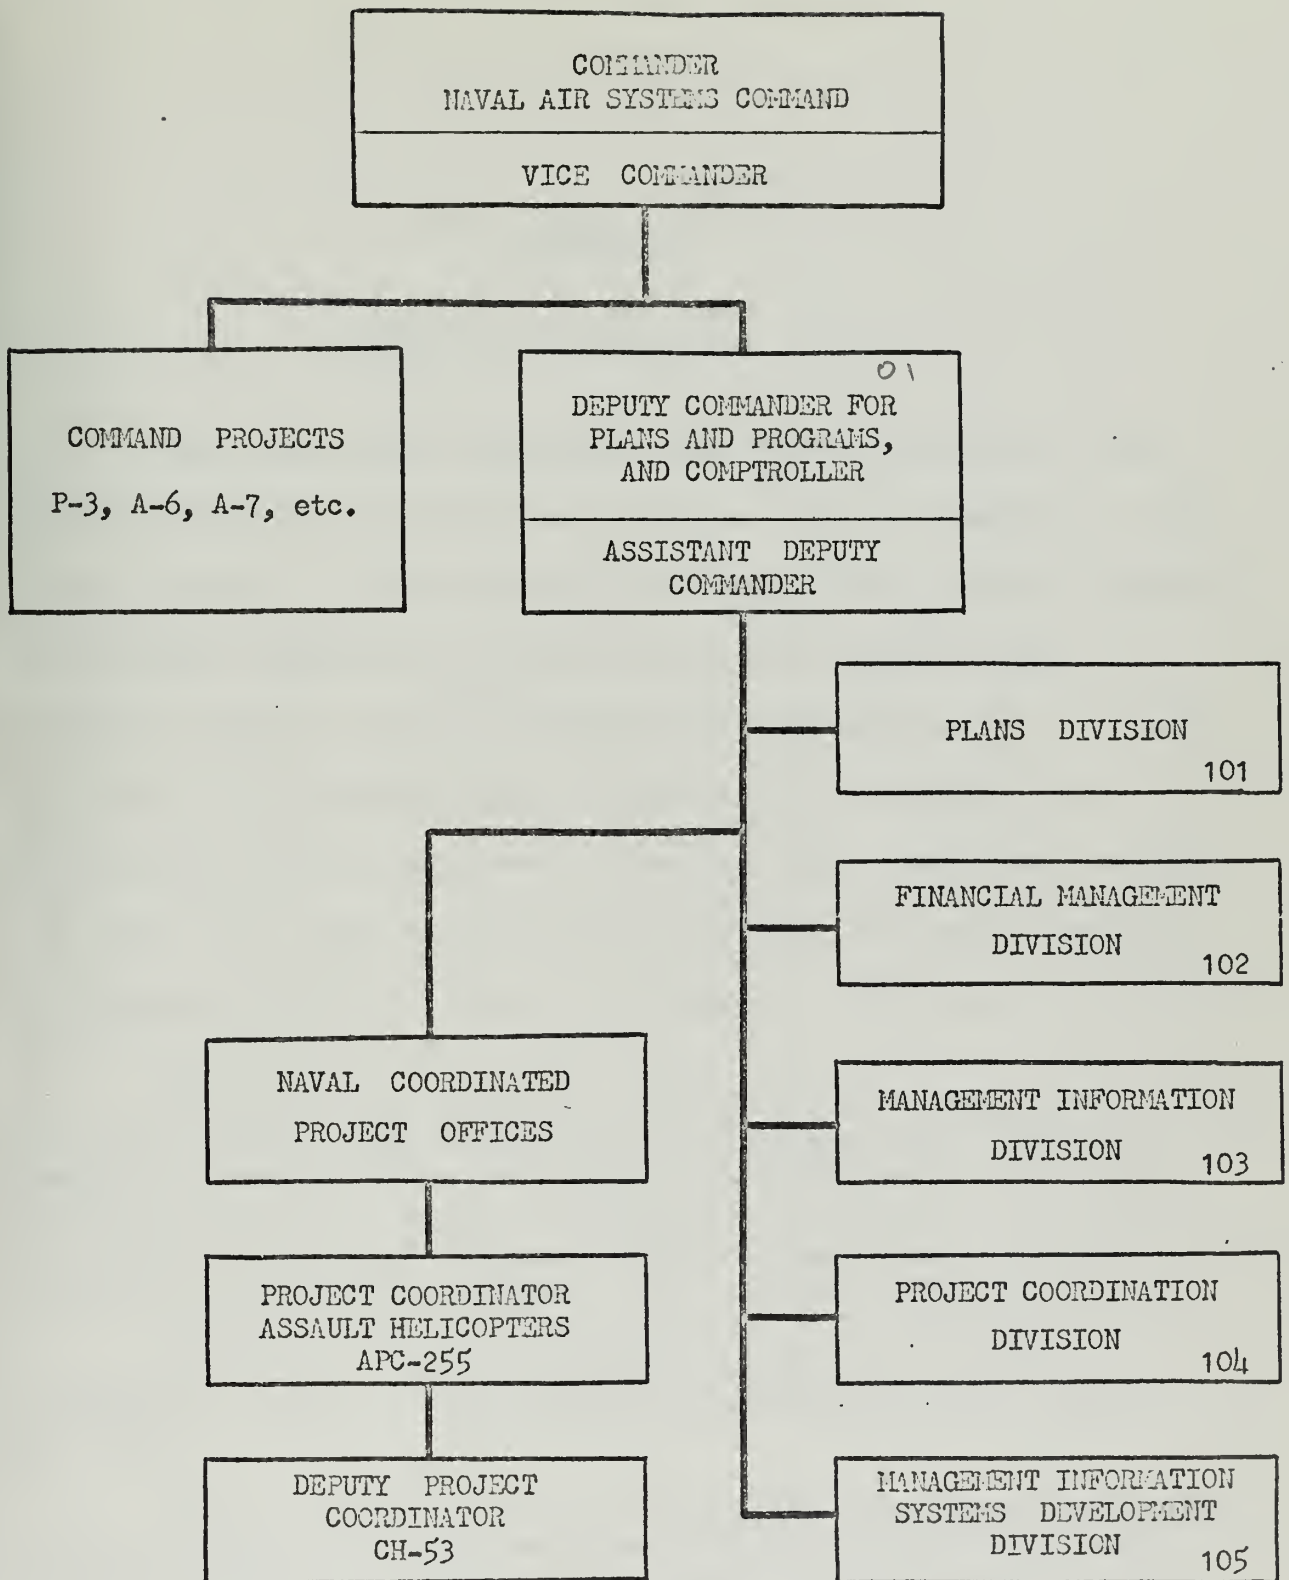 COMMANDER
NAVAL AIR SYSTEMS COMMAND
VICE COMMANDER
COMMAND PROJECTS
P-3, A-6, A-7, etc.
01
DEPUTY COMMANDER FOR
PLANS AND PROGRAMS,
AND COMPTROLLER
ASSISTANT DEPUTY
COMMANDER
PLANS DIVISION
101
FINANCIAL MANAGEMENT
DIVISION
102
NAVAL COORDINATED
PROJECT OFFICES
MANAGEMENT INFORMATION
DIVISION
103
PROJECT COORDINATOR
ASSAULT HELICOPTERS
APC-255
PROJECT COORDINATION
DIVISION
104
DEPUTY PROJECT
COORDINATOR
CH-53
MANAGEMENT INFORMATION
SYSTEMS DEVELOPMENT
DIVISION
105